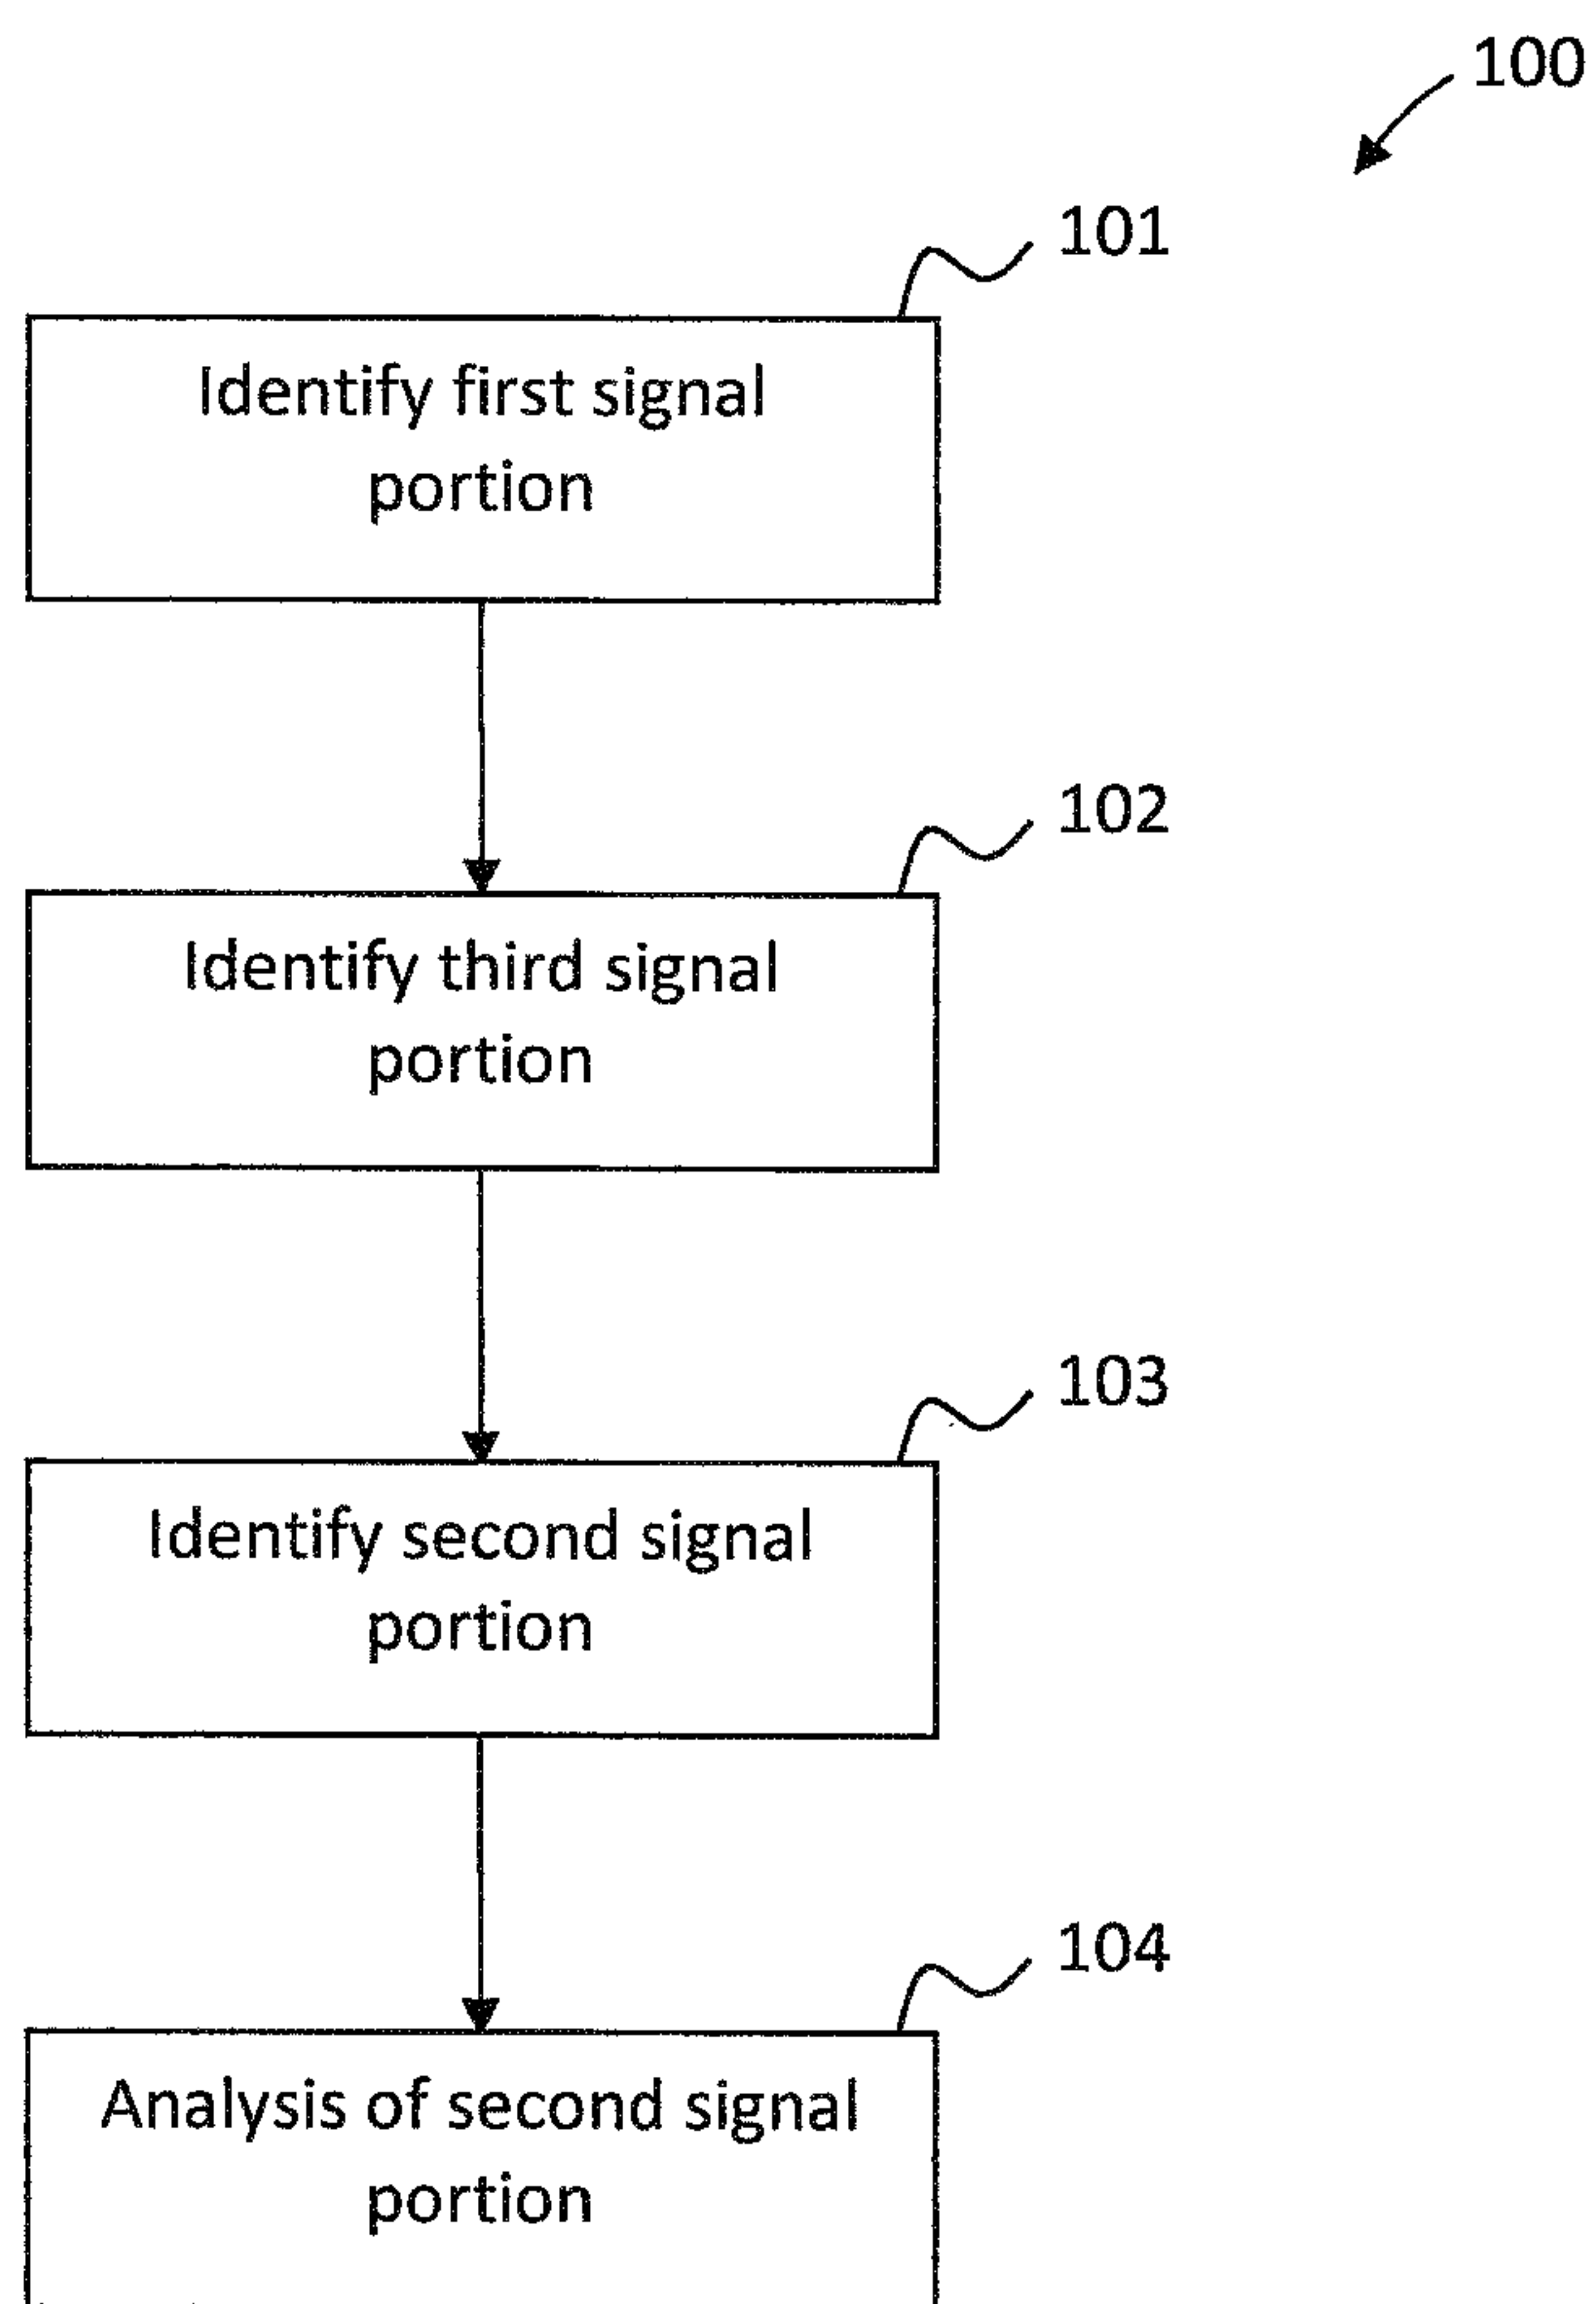 100
101
Identify first signal
portion
102
Identify third signal
portion
103
Identify second signal
portion
104
Analysis of second signal
portion